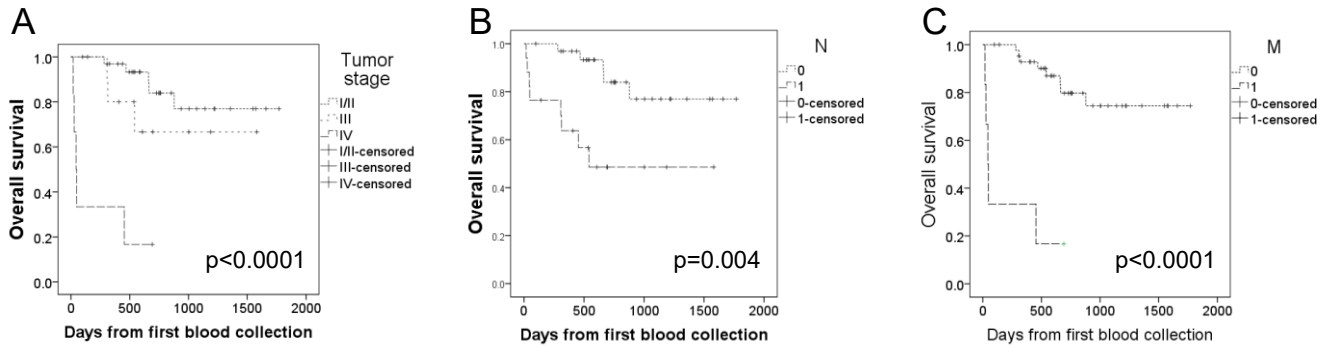 A
1.0
0.8
0.6
0.4
0.2
0.0
Overall survival
0
500
1000
1500
2000
Days from first blood collection
p<0.0001
Tumor
stage
I/II
III
IV
I/II-censored
III-censored
IV-censored
B
1.0
0.8
0.6
0.4
0.2
0.0
Overall survival
0
500
1000
1500
2000
Days from first blood collection
p=0.004
N
0
1
0-censored
1-censored
C
1.0
0.8
0.6
0.4
0.2
0.0
Overall survival
0
500
1000
1500
2000
Days from first blood collection
p<0.0001
M
0
1
0-censored
1-censored